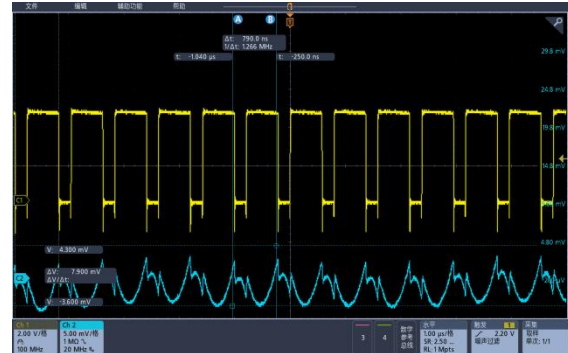 文件 编辑 辅助功能 帮助
A B
Δt: 790.0 ns
1/Δt: 1.266 MHz
t: -1.840 μs t: -250.0 ns
29.8 mV
24.8 mV
19.8 mV
14.8 mV
4.80 mV
C1
V: 4.300 mV
ΔV: 7.900 mV
ΔV/Δt:
C2
V: -3.600 mV
Ch 1
2.00 V/格
100 MHz
Ch 2
5.00 mV/格
1 MΩ
20 MHz
3 4
数学
参考
总线
水平
1.00 μs/格
SR: 2.50 ...
RL: 1 Mpts
触发
2.20 V
噪声过滤
采集
取样
单次: 1/1